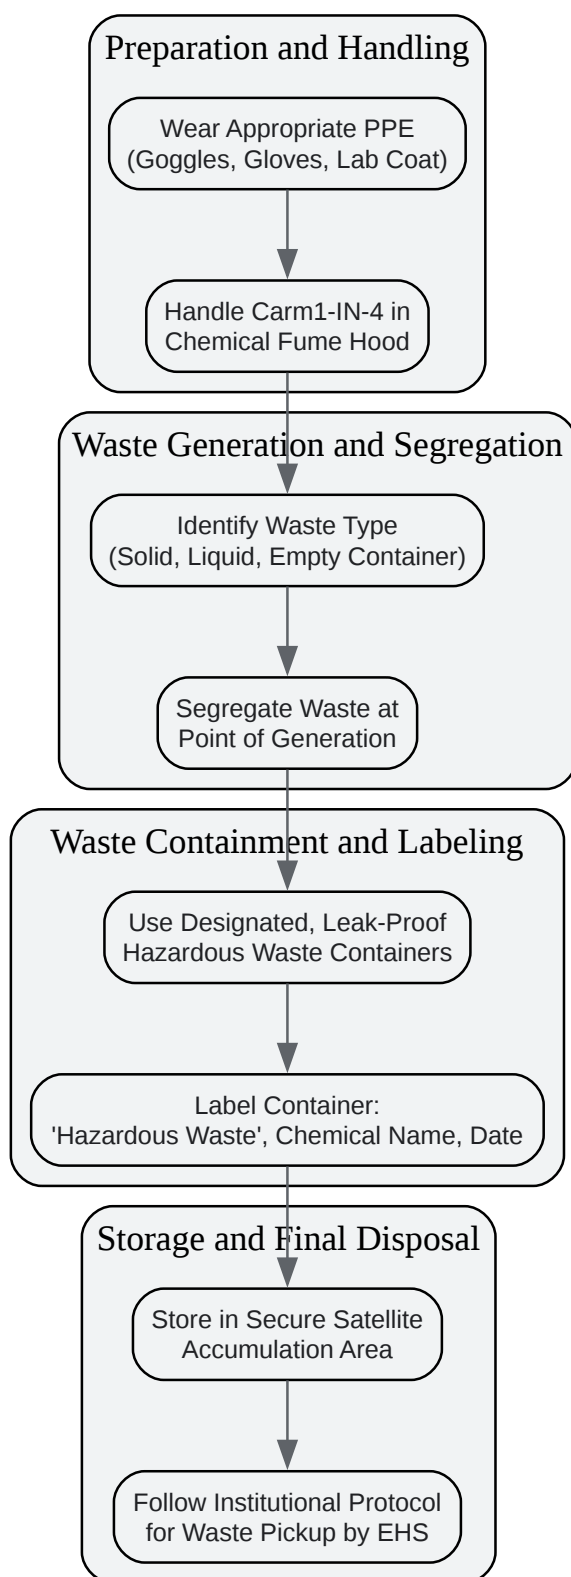 Preparation and Handling
Wear Appropriate PPE
(Goggles, Gloves, Lab Coat)
Handle Carm1-IN-4 in
Chemical Fume Hood
Waste Generation and Segregation
Identify Waste Type
(Solid, Liquid, Empty Container)
Segregate Waste at
Point of Generation
Waste Containment and Labeling
Use Designated, Leak-Proof
Hazardous Waste Containers
Label Container:
'Hazardous Waste', Chemical Name, Date
Storage and Final Disposal
Store in Secure Satellite
Accumulation Area
Follow Institutional Protocol
for Waste Pickup by EHS